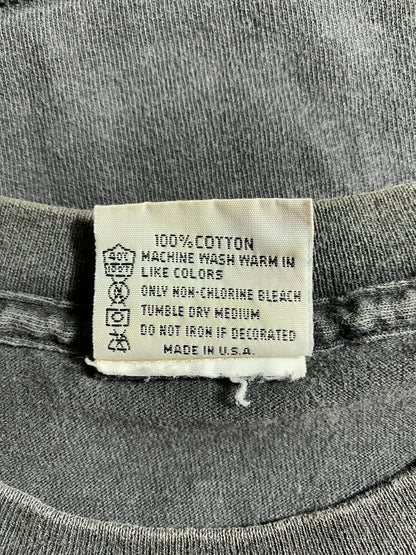 100% COTTON
40°C MACHINE WASH WARM IN
LIKE COLORS
ONLY NON-CHLORINE BLEACH
TUMBLE DRY MEDIUM
DO NOT IRON IF DECORATED
MADE IN U.S.A.